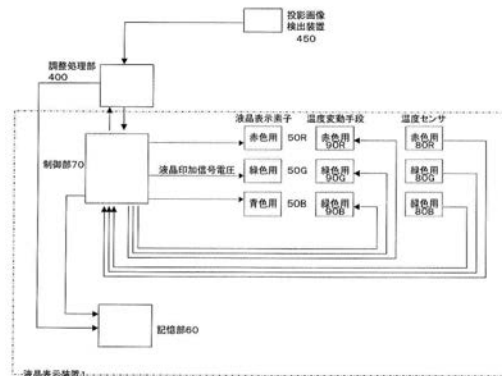 投影画像
検出装置
450
調整処理部
400
液晶表示素子
温度変動手段
温度センサ
赤色用
50R
赤色用
90R
赤色用
80R
制御部70
液晶印加信号電圧
緑色用
50G
緑色用
90G
緑色用
80G
青色用
50B
緑色用
90B
緑色用
80B
記憶部60
液晶表示装置1